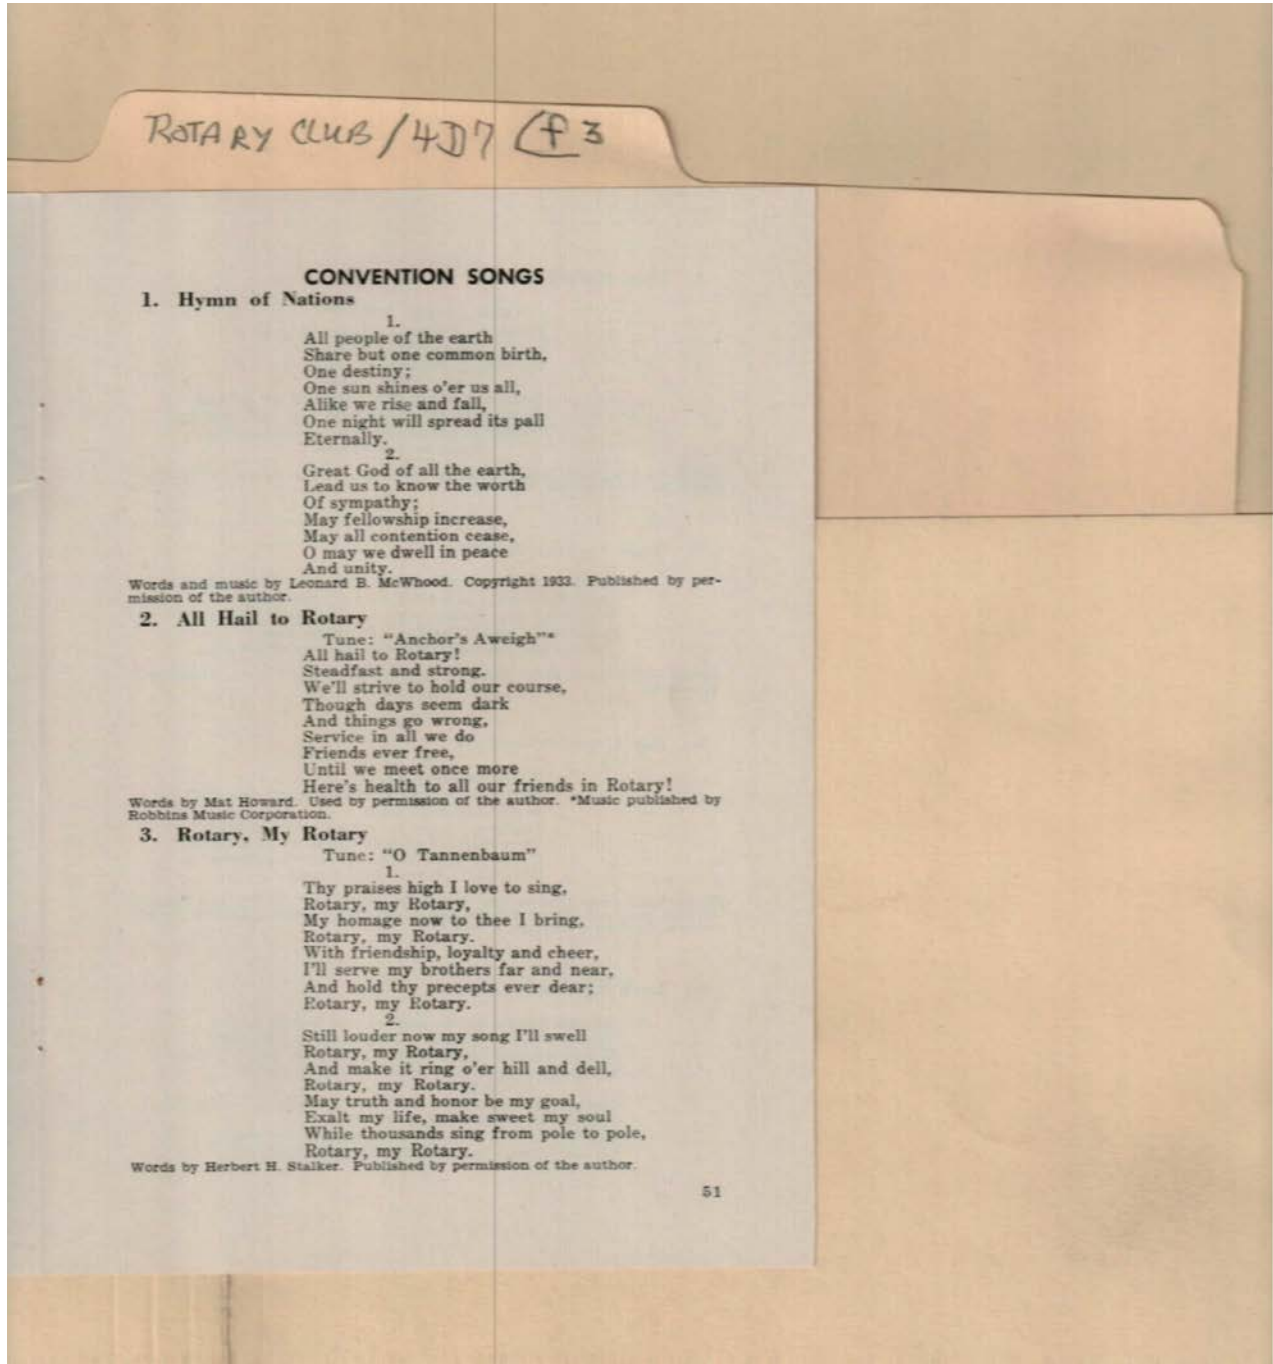 ROTARY CLUB/4D7 f3
CONVENTION SONGS
1. Hymn of Nations
1.
All people of the earth
Share but one common birth,
One destiny;
One sun shines o'er us all,
Alike we rise and fall,
One night will spread its pall
Eternally.
2.
Great God of all the earth,
Lead us to know the worth
Of sympathy;
May fellowship increase,
May all contention cease,
O may we dwell in peace
And unity.
Words and music by Leonard B. McWhood. Copyright 1933. Published by per-
mission of the author.
2. All Hail to Rotary
Tune: "Anchor's Aweigh"*
All hail to Rotary!
Steadfast and strong.
We'll strive to hold our course,
Though days seem dark
And things go wrong,
Service in all we do
Friends ever free,
Until we meet once more
Here's health to all our friends in Rotary!
Words by Mat Howard. Used by permission of the author. *Music published by
Robbins Music Corporation.
3. Rotary, My Rotary
Tune: "O Tannenbaum"
1.
Thy praises high I love to sing,
Rotary, my Rotary,
My homage now to thee I bring,
Rotary, my Rotary.
With friendship, loyalty and cheer,
I'll serve my brothers far and near,
And hold thy precepts ever dear;
Rotary, my Rotary.
2.
Still louder now my song I'll swell
Rotary, my Rotary,
And make it ring o'er hill and dell,
Rotary, my Rotary.
May truth and honor be my goal,
Exalt my life, make sweet my soul
While thousands sing from pole to pole,
Rotary, my Rotary.
Words by Herbert H. Stalker. Published by permission of the author.
51